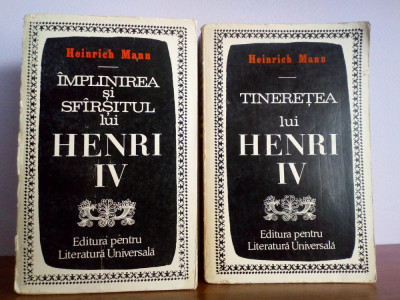 Heinrich Mann
ÎMPLINIREA
și
SFÎRȘITUL
lui
HENRI
IV
Editura pentru
Literatură Universală
Heinrich Mann
TINEREȚEA
lui
HENRI
IV
Editura pentru
Literatură Universală